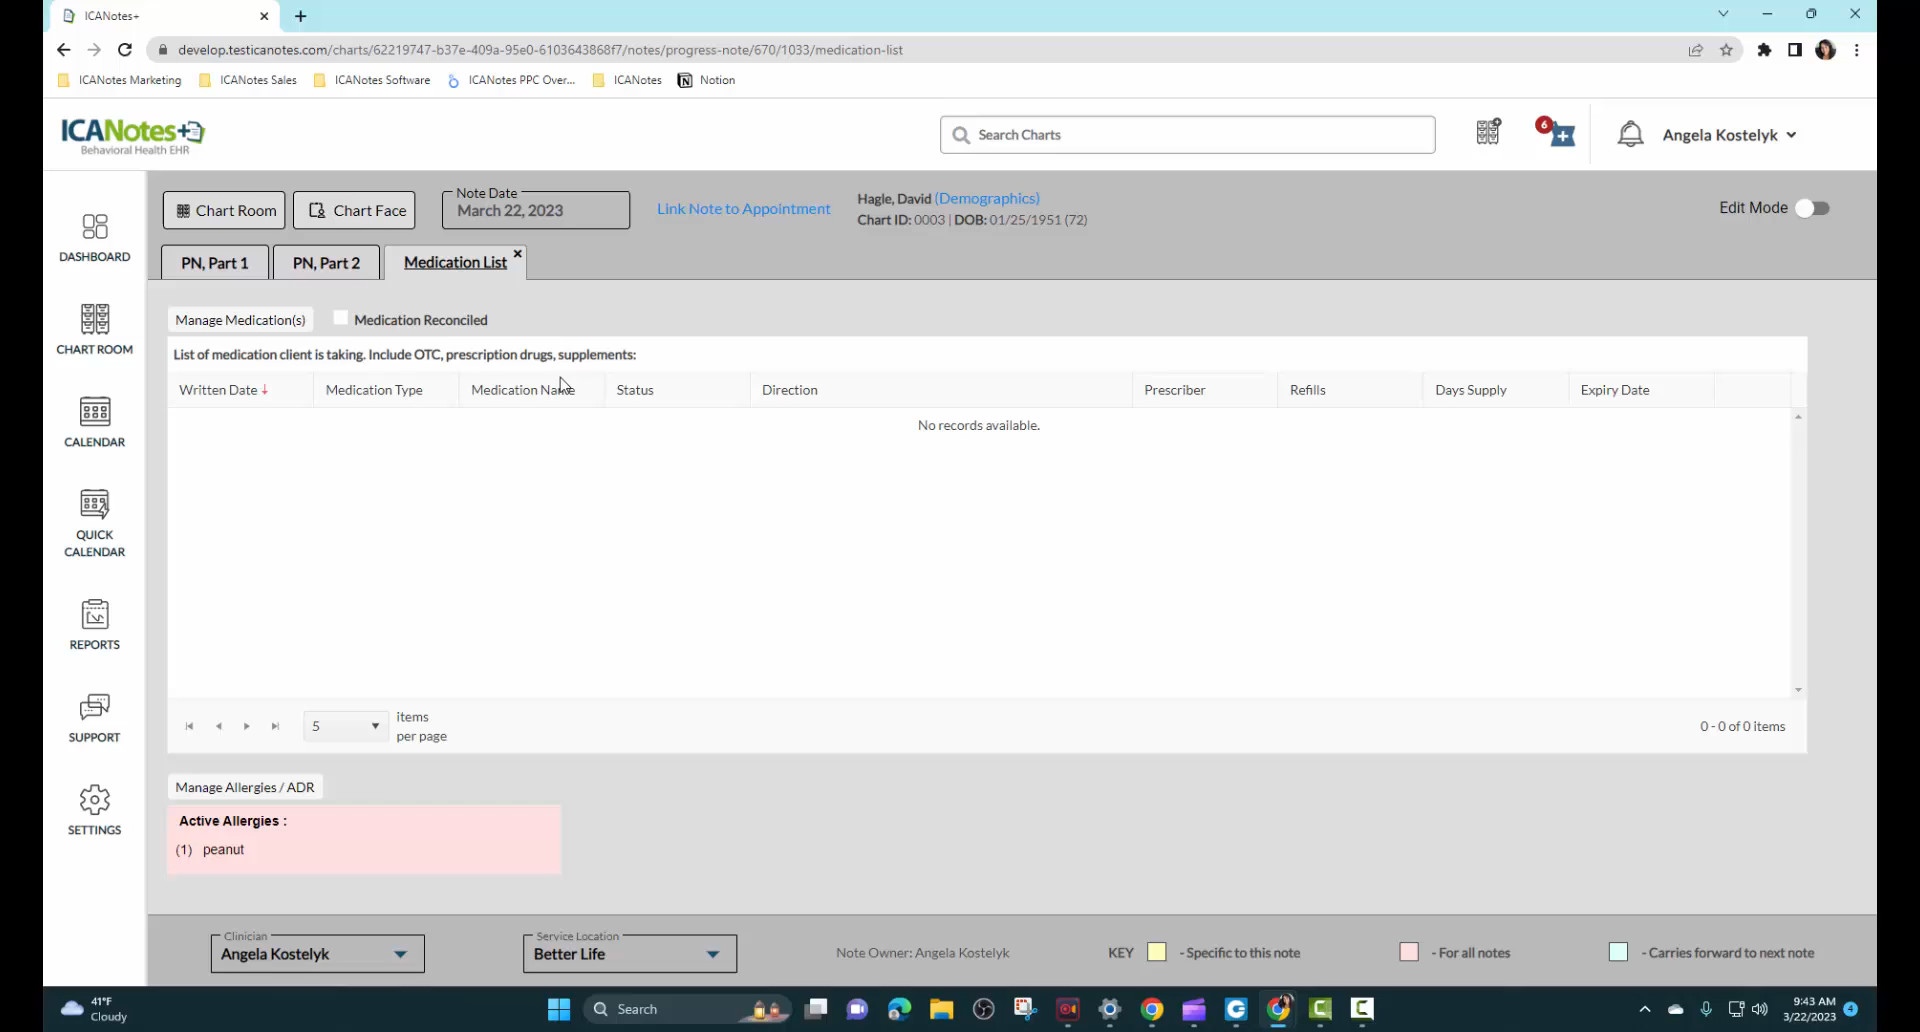 ICANotes+
develop.testicanotes.com/charts/62219747-b37e-409a-95e0-6103643868f7/notes/progress-note/670/1033/medication-list
ICANotes Marketing ICANotes Sales ICANotes Software ICANotes PPC Over... ICANotes Notion
ICANotes+
Behavioral Health EHR
Search Charts
6
Angela Kostelyk
Chart Room
Chart Face
Note Date
March 22, 2023
Link Note to Appointment
Hagle, David (Demographics)
Chart ID: 0003 | DOB: 01/25/1951 (72)
Edit Mode
DASHBOARD
CHART ROOM
CALENDAR
QUICK
CALENDAR
REPORTS
SUPPORT
SETTINGS
PN, Part 1 PN, Part 2 Medication List
Manage Medication(s) Medication Reconciled
List of medication client is taking. Include OTC, prescription drugs, supplements:
Written Date Medication Type Medication Name Status Direction Prescriber Refills Days Supply Expiry Date
No records available.
5
items
per page
0 - 0 of 0 items
Manage Allergies / ADR
Active Allergies :
(1) peanut
Clinician
Angela Kostelyk
Service Location
Better Life
Note Owner: Angela Kostelyk
KEY - Specific to this note - For all notes - Carries forward to next note
41°F
Cloudy
Search
9:43 AM
3/22/2023
4